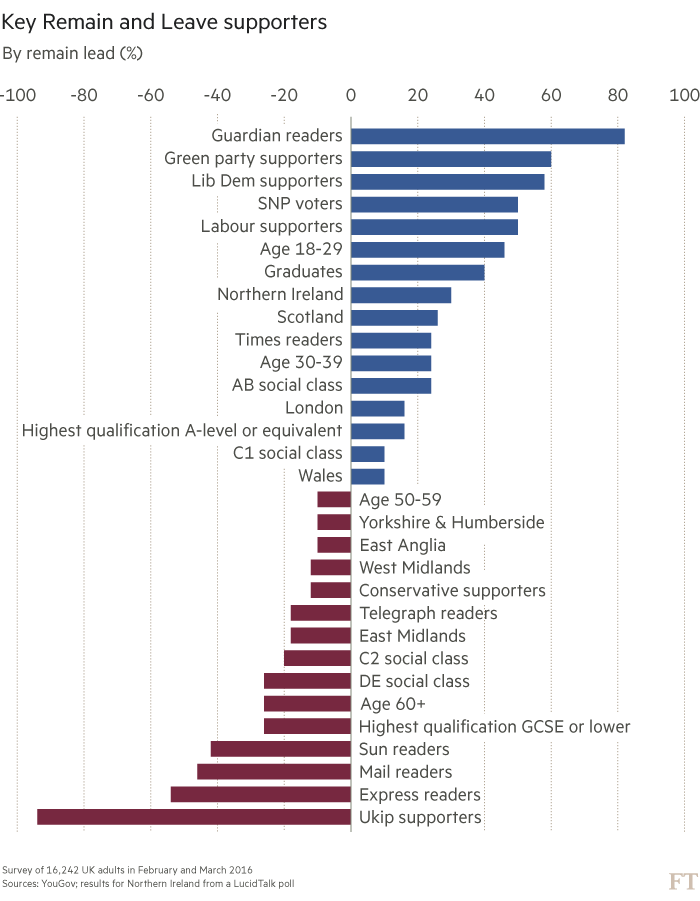 Key Remain and Leave supporters
By remain lead (%)
-100 -80 -60 -40 -20 0 20 40 60 80 100
Guardian readers
Green party supporters
Lib Dem supporters
SNP voters
Labour supporters
Age 18-29
Graduates
Northern Ireland
Scotland
Times readers
Age 30-39
AB social class
London
Highest qualification A-level or equivalent
C1 social class
Wales
Age 50-59
Yorkshire & Humberside
East Anglia
West Midlands
Conservative supporters
Telegraph readers
East Midlands
C2 social class
DE social class
Age 60+
Highest qualification GCSE or lower
Sun readers
Mail readers
Express readers
Ukip supporters
Survey of 16,242 UK adults in February and March 2016
Sources: YouGov; results for Northern Ireland from a LucidTalk poll
FT